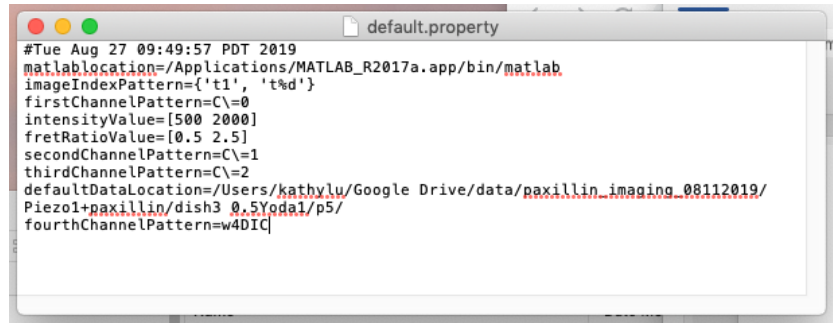 default.property
#Tue Aug 27 09:49:57 PDT 2019
matlablocation=/Applications/MATLAB_R2017a.app/bin/matlab
imageIndexPattern={'t1', 't%d'}
firstChannelPattern=C\=0
intensityValue=[500 2000]
fretRatioValue=[0.5 2.5]
secondChannelPattern=C\=1
thirdChannelPattern=C\=2
defaultDataLocation=/Users/kathylu/Google Drive/data/paxillin_imaging_08112019/
Piezo1+paxillin/dish3 0.5Yoda1/p5/
fourthChannelPattern=w4DIC